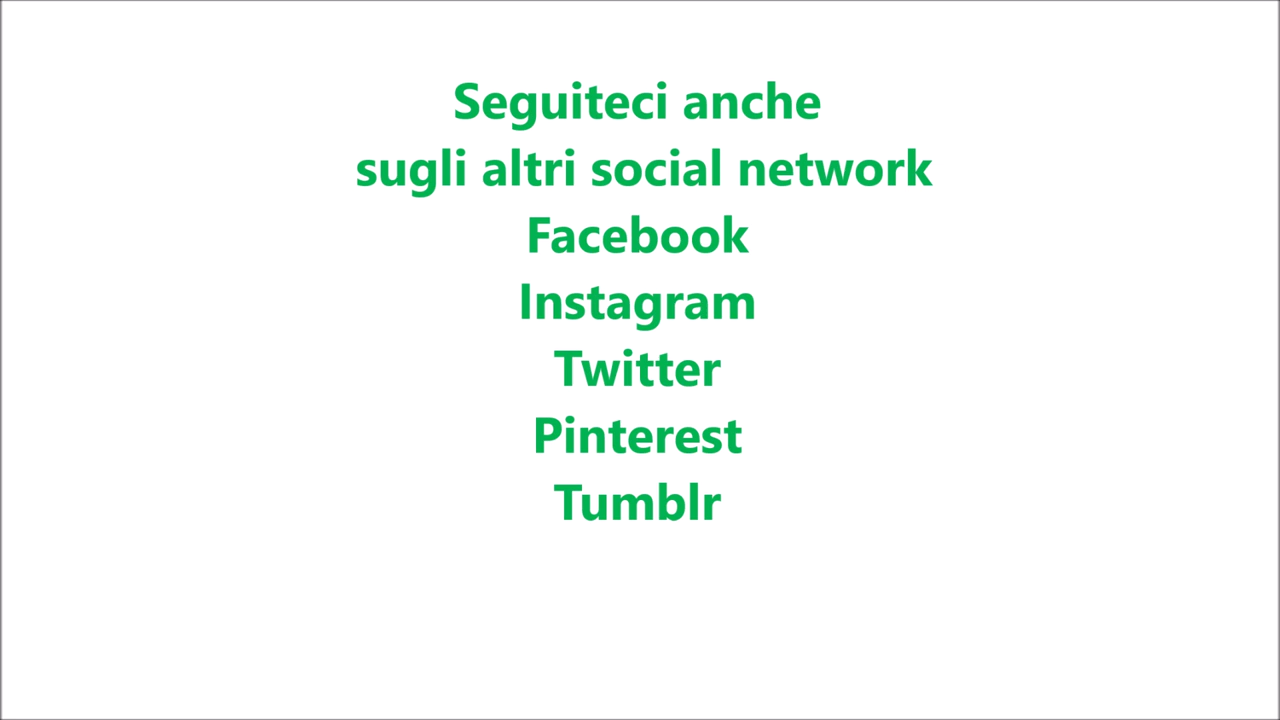 Seguiteci anche
sugli altri social network
Facebook
Instagram
Twitter
Pinterest
Tumblr